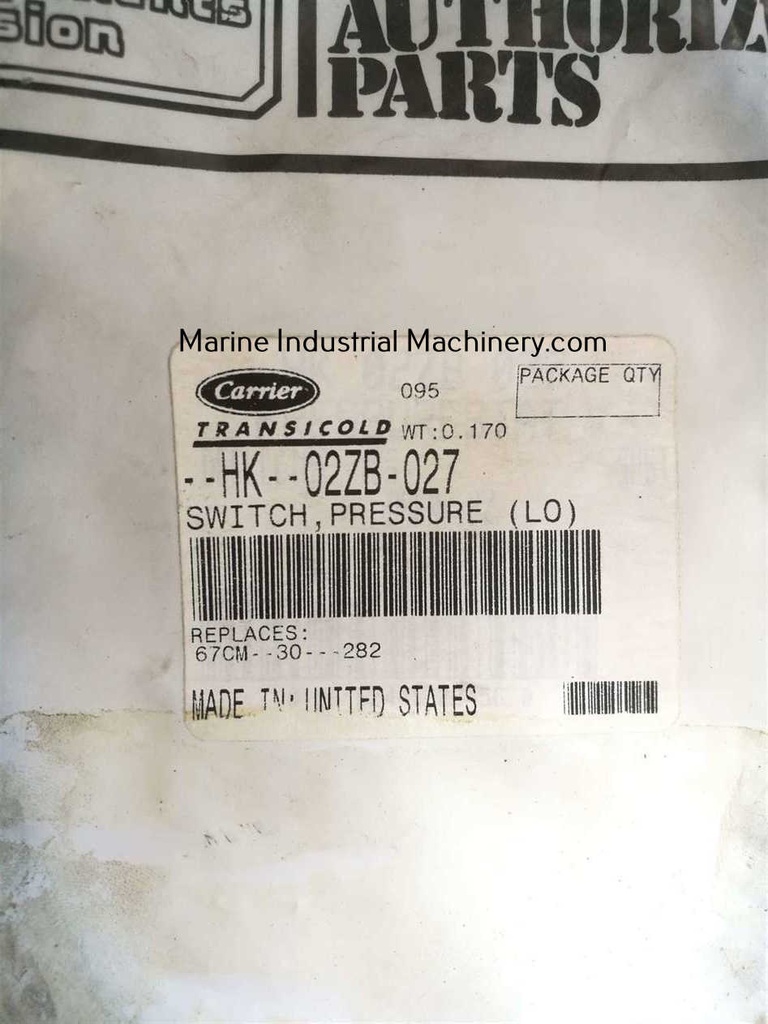 sion
AUTHORIZ
PARTS
Marine Industrial Machinery.com
Carrier
TRANSICOLD
095
PACKAGE QTY
WT:0.170
--HK--02ZB-027
SWITCH,PRESSURE (LO)
REPLACES:
67CM--30---282
MADE IN: UNITED STATES